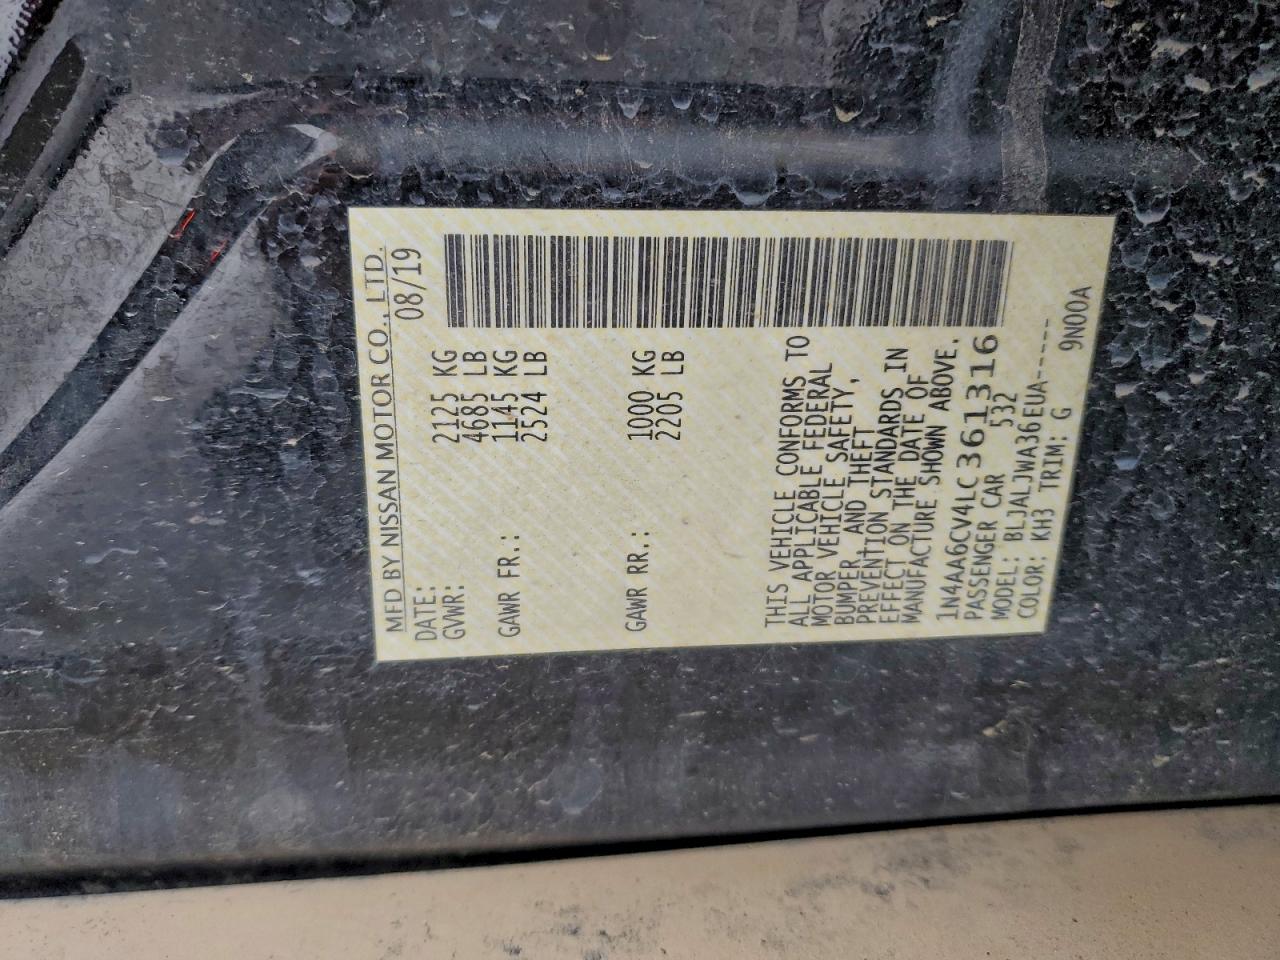 MFD BY NISSAN MOTOR CO., LTD.
DATE: 08/19
GVWR: 2125 KG
4685 LB
GAWR FR.: 1145 KG
2524 LB
GAWR RR.: 1000 KG
2205 LB
THIS VEHICLE CONFORMS TO
ALL APPLICABLE FEDERAL
MOTOR VEHICLE SAFETY,
BUMPER AND THEFT
PREVENTION STANDARDS IN
EFFECT ON THE DATE OF
MANUFACTURE SHOWN ABOVE.
1N4AA6CV4LC361316
PASSENGER CAR 532
MODEL: BLJALJWA36EUA-----
COLOR: KH3 TRIM: G 9N00A